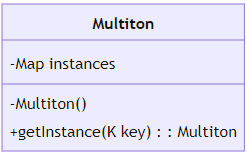 Multiton
-Map instances
-Multiton()
+getInstance(K key) : : Multiton